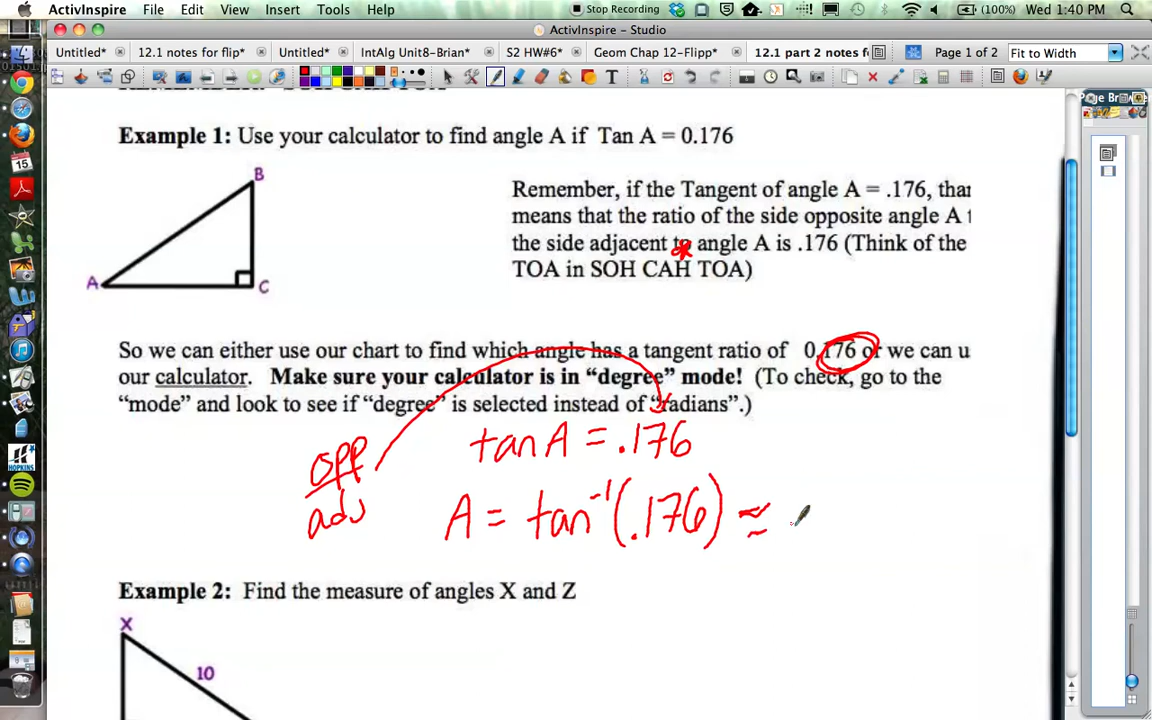 ActivInspire File Edit View Insert Tools Help Stop Recording (100%) Wed 1:40 PM
ActivInspire - Studio
Untitled* 12.1 notes for flip* Untitled* IntAlg Unit8-Brian* S2 HW#6* Geom Chap 12-Flip* 12.1 part 2 notes f Page 1 of 2 Fit to Width
Page Brow
Example 1: Use your calculator to find angle A if Tan A = 0.176
B
A
C
Remember, if the Tangent of angle A = .176, than
means that the ratio of the side opposite angle A t
the side adjacent to angle A is .176 (Think of the
TOA in SOH CAH TOA)
So we can either use our chart to find which angle has a tangent ratio of 0.176 or we can u
our calculator. Make sure your calculator is in “degree” mode! (To check, go to the
“mode” and look to see if “degree” is selected instead of “radians”.)
opp
adj
tan A = .176
A = tan⁻¹(.176) ≈
Example 2: Find the measure of angles X and Z
X
10